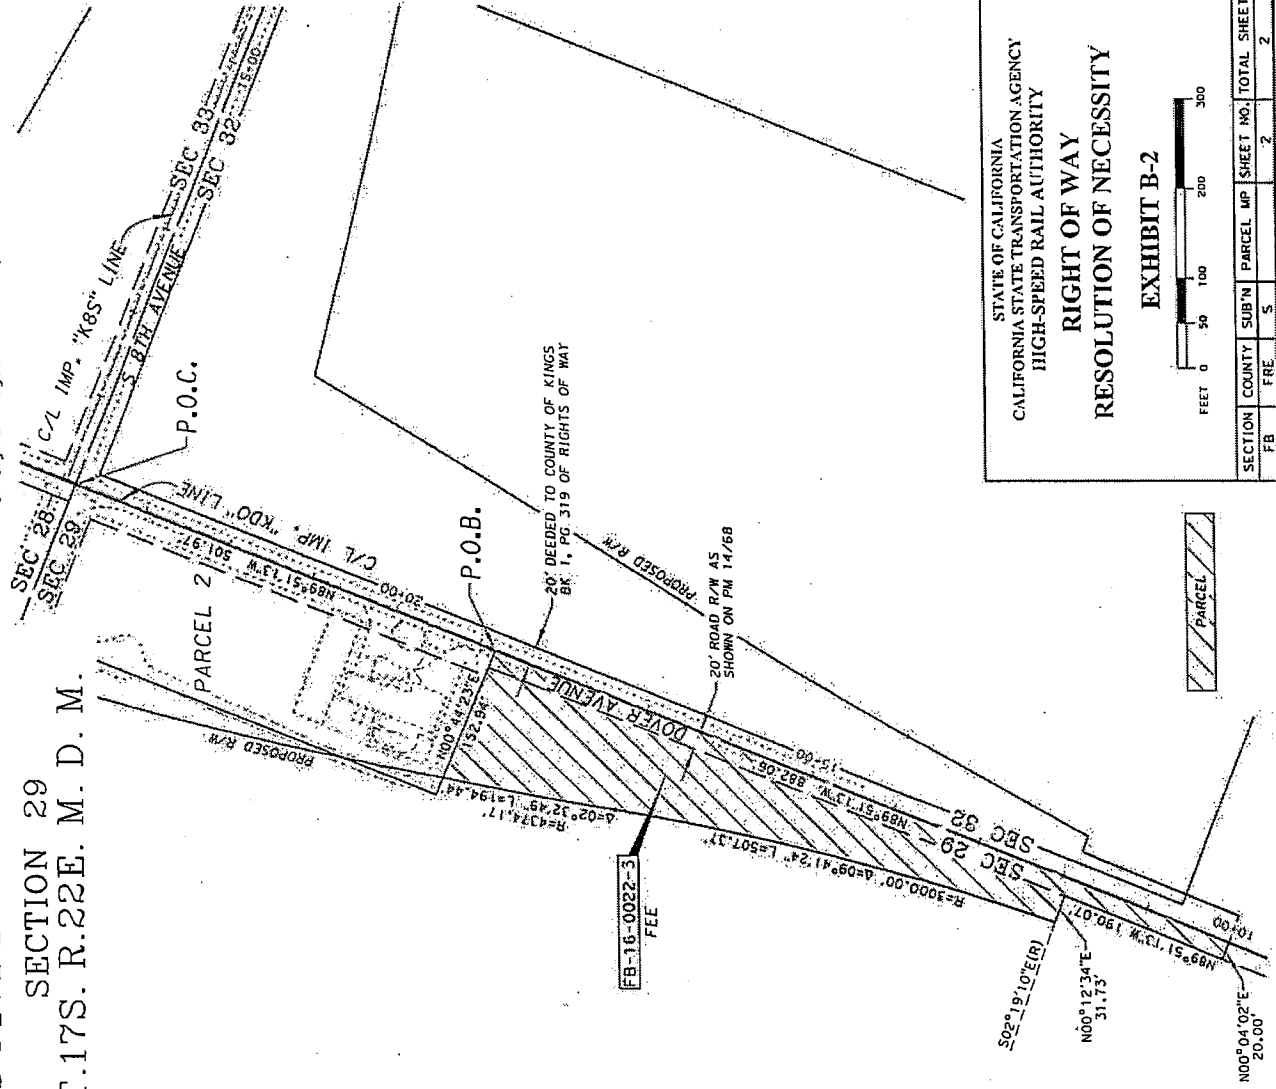 SECTION 29
T.17S. R.22E. M. D. M.
SEC 28
SEC 29
C/L IMP. "K8S" LINE
SEC 33
S 8TH AVENUE
SEC 32
15+00
P.O.C.
C/L IMP. "KDO" LINE
N89°51'13"W 501.97'
20+00
PARCEL 2
PROPOSED R/W
P.O.B.
20' DEEDED TO COUNTY OF KINGS
BK 1, PG 319 OF RIGHTS OF WAY
PROPOSED R/W
N00°44'23"E
152.94'
DOVER AVENUE
20' ROAD R/W AS
SHOWN ON PM 14/68
R=4374.17'
Δ=02°32'49" L=194.44'
FB-16-0022-3
FEE
N89°51'13"W 882.06'
15+00
R=3000.00' Δ=09°41'24" L=507.37'
SEC 29
SEC 32
S02°19'10"E(R)
N00°12'34"E
31.73'
N89°51'13"W 190.07'
10+00
N00°04'02"E
20.00'
PARCEL
STATE OF CALIFORNIA
CALIFORNIA STATE TRANSPORTATION AGENCY
HIGH-SPEED RAIL AUTHORITY
RIGHT OF WAY
RESOLUTION OF NECESSITY
EXHIBIT B-2
FEET 0 50 100 200 300
SECTION COUNTY SUB'N PARCEL MP SHEET NO. TOTAL SHEET
FB FRE S 2 2